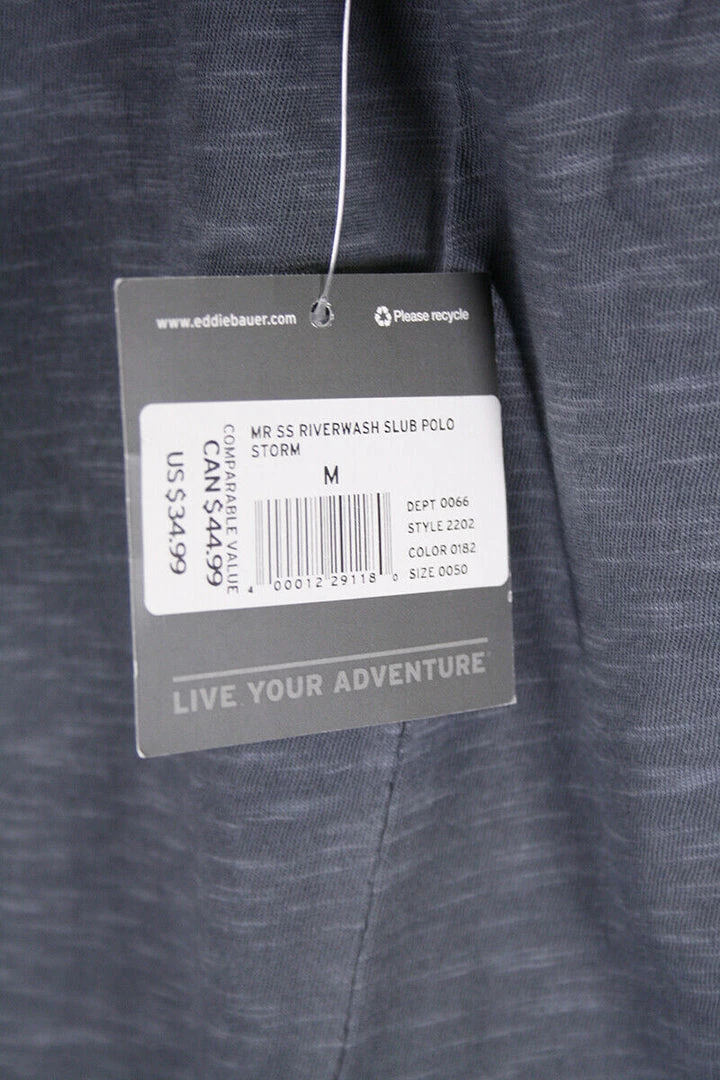 www.eddiebauer.com
Please recycle
MR SS RIVERWASH SLUB POLO
STORM
M
COMPARABLE VALUE
CAN $44.99
US $34.99
DEPT 0066
STYLE 2202
COLOR 0182
SIZE 0050
4 00012 29118 0
LIVE YOUR ADVENTURE